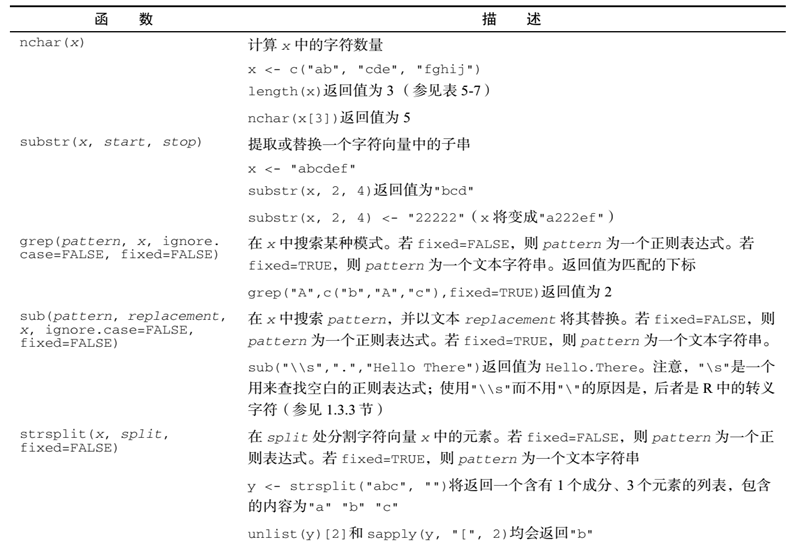 函 数 描 述
nchar(x) 计算 x 中的字符数量
x <- c("ab", "cde", "fghij")
length(x)返回值为 3（参见表 5-7）
nchar(x[3])返回值为 5
substr(x, start, stop) 提取或替换一个字符向量中的子串
x <- "abcdef"
substr(x, 2, 4)返回值为"bcd"
substr(x, 2, 4) <- "22222"（x 将变成"a222ef"）
grep(pattern, x, ignore. 在 x 中搜索某种模式。若 fixed=FALSE，则 pattern 为一个正则表达式。若
case=FALSE, fixed=FALSE) fixed=TRUE，则 pattern 为一个文本字符串。返回值为匹配的下标
grep("A",c("b","A","c"),fixed=TRUE)返回值为 2
sub(pattern, replacement, 在 x 中搜索 pattern，并以文本 replacement 将其替换。若 fixed=FALSE，则
x, ignore.case=FALSE, pattern 为一个正则表达式。若 fixed=TRUE，则 pattern 为一个文本字符串。
fixed=FALSE)
sub("\\s",".","Hello There")返回值为 Hello.There。注意，"\s"是一个
用来查找空白的正则表达式；使用"\\s"而不用"\"的原因是，后者是 R 中的转义
字符（参见 1.3.3 节）
strsplit(x, split, 在 split 处分割字符向量 x 中的元素。若 fixed=FALSE，则 pattern 为一个正
fixed=FALSE) 则表达式。若 fixed=TRUE，则 pattern 为一个文本字符串
y <- strsplit("abc", "")将返回一个含有 1 个成分、3 个元素的列表，包含
的内容为"a" "b" "c"
unlist(y)[2]和 sapply(y, "[", 2)均会返回"b"